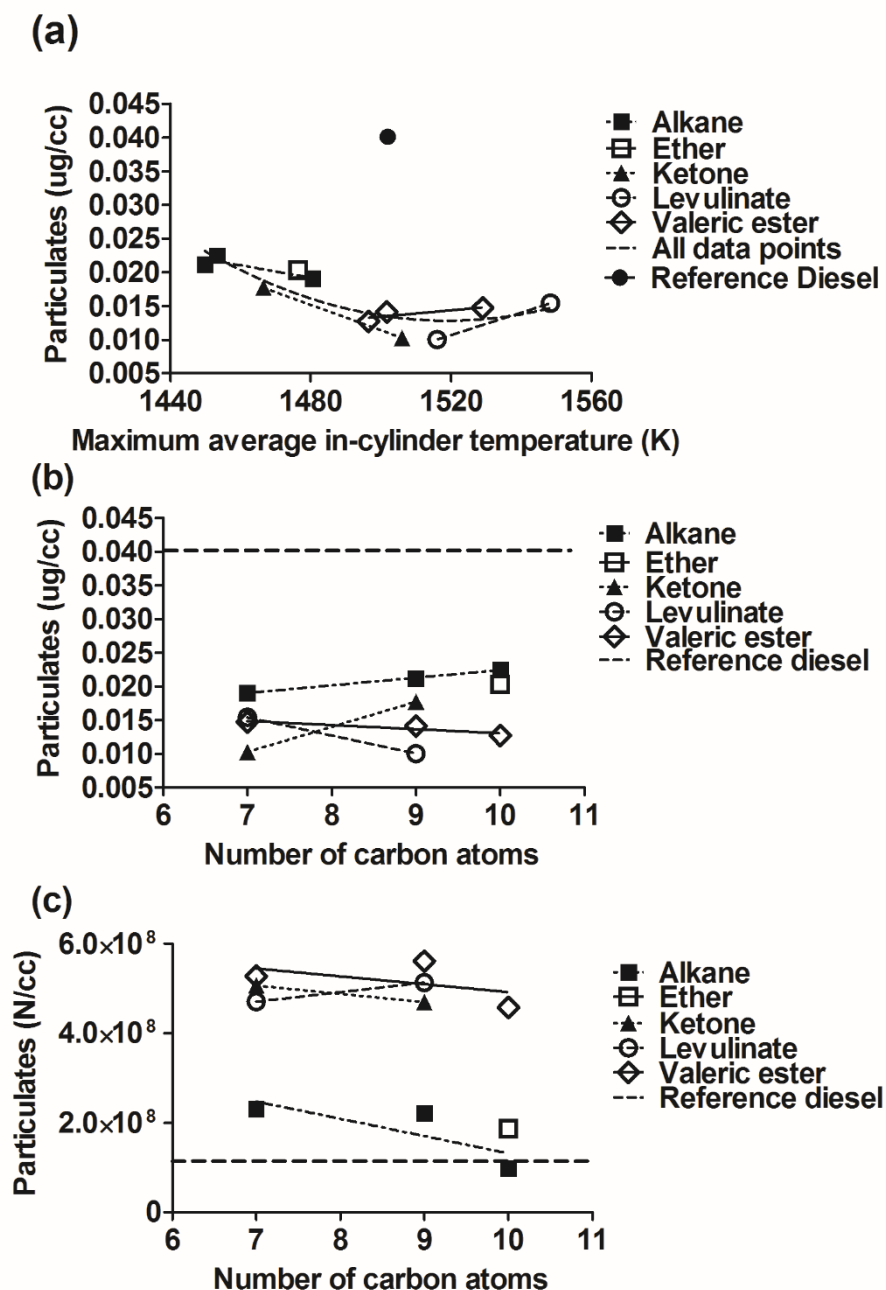 (a)
0.045
0.040
0.035
0.030
0.025
0.020
0.015
0.010
0.005
Particulates (ug/cc)
1440 1480 1520 1560
Maximum average in-cylinder temperature (K)
Alkane
Ether
Ketone
Levulinate
Valeric ester
All data points
Reference Diesel
(b)
0.045
0.040
0.035
0.030
0.025
0.020
0.015
0.010
0.005
Particulates (ug/cc)
6 7 8 9 10 11
Number of carbon atoms
Alkane
Ether
Ketone
Levulinate
Valeric ester
Reference diesel
(c)
6.0×10⁸
4.0×10⁸
2.0×10⁸
0
Particulates (N/cc)
6 7 8 9 10 11
Number of carbon atoms
Alkane
Ether
Ketone
Levulinate
Valeric ester
Reference diesel